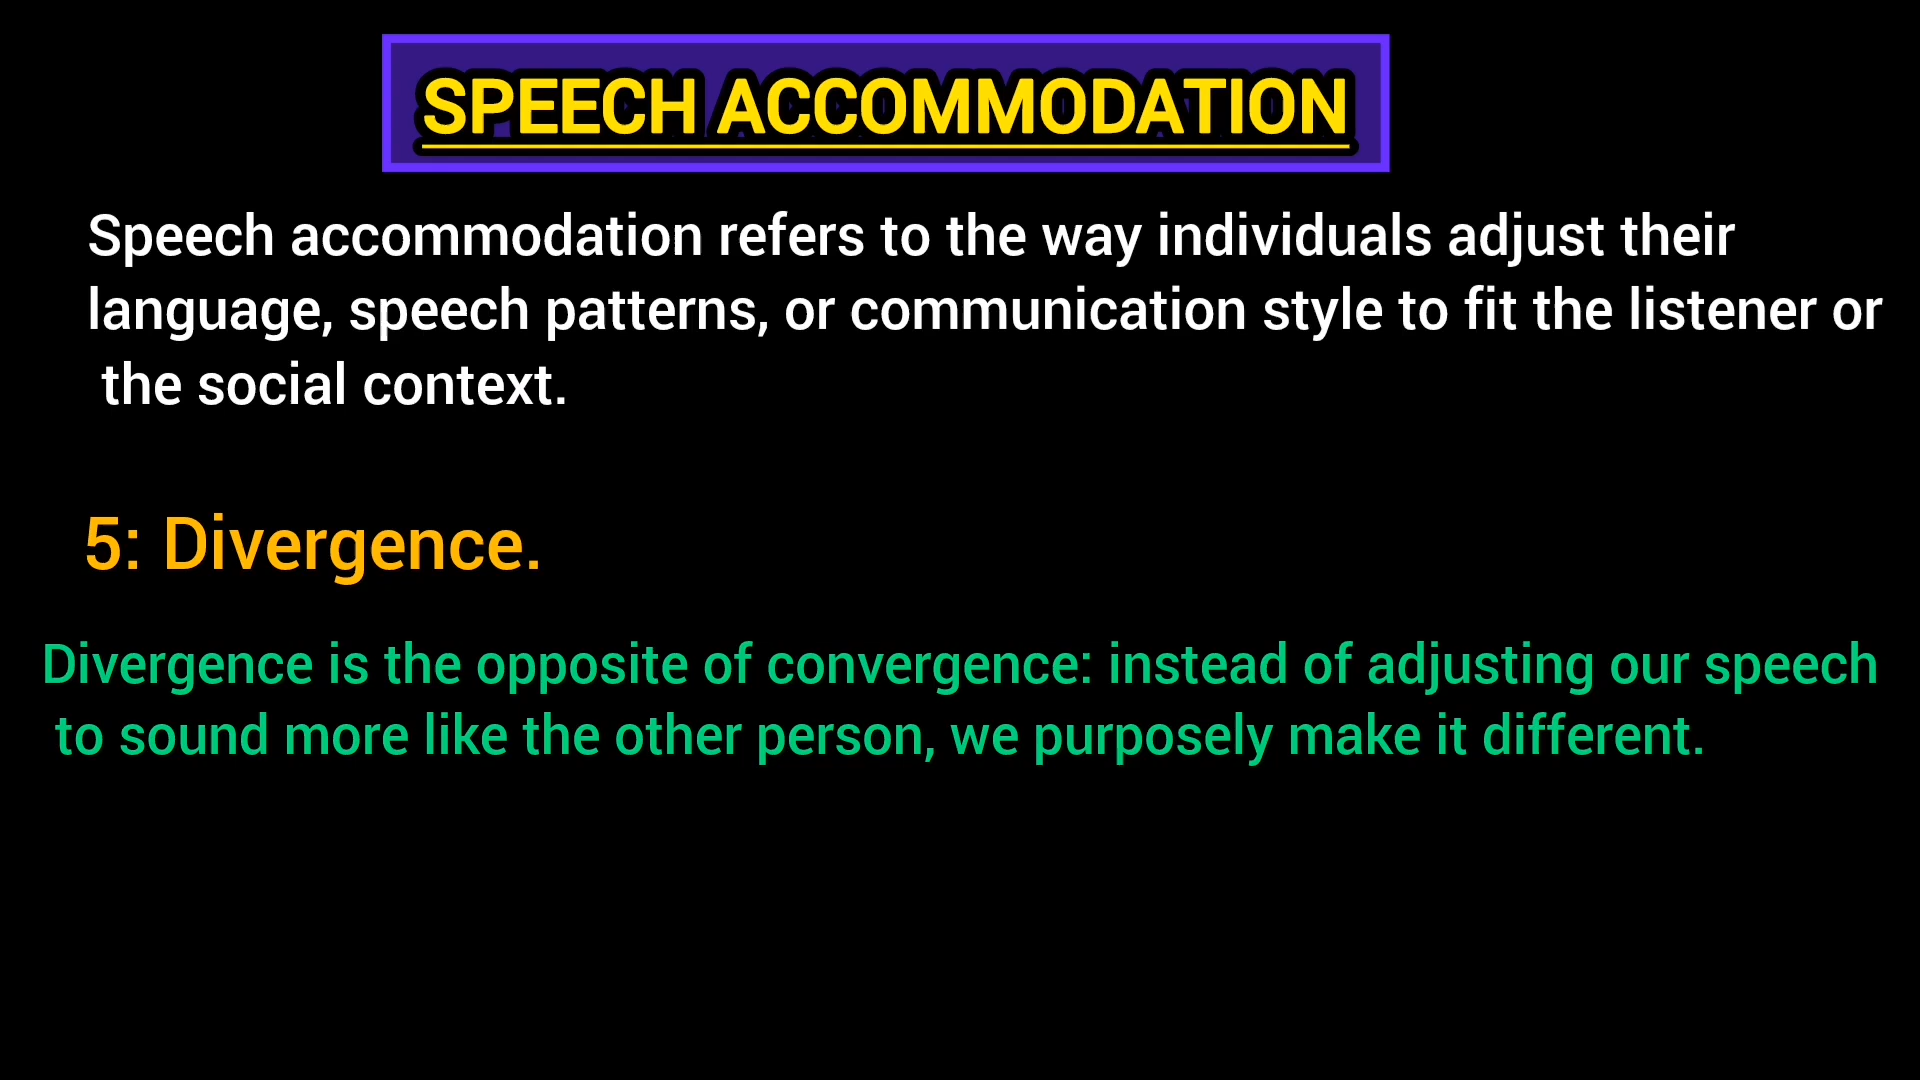 SPEECH ACCOMMODATION
Speech accommodation refers to the way individuals adjust their
language, speech patterns, or communication style to fit the listener or
the social context.
5: Divergence.
Divergence is the opposite of convergence: instead of adjusting our speech
to sound more like the other person, we purposely make it different.